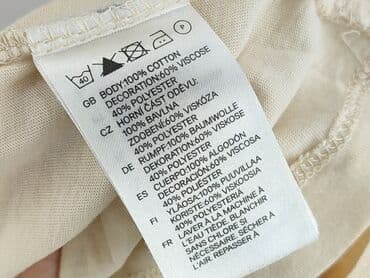 40 P
GB BODY:100% COTTON
DECORATION:60% VISCOSE
40% POLYESTER
CZ HORNÍ ČÁST ODĚVU:
100% BAVLNA
ZDOBENÍ:60% VISKÓZA
40% POLYESTER
DE RUMPF:100% BAUMWOLLE
DEKORATION:60% VISKOSE
40% POLYESTER
ES CUERPO:100% ALGODÓN
DECORACIÓN:60% VISCOSA
40% POLIÉSTER
FI YLÄOSA:100% PUUVILLAA
KORISTE:60% VISKOOSIA
40% POLYESTERIÄ
FR LAVER A LA MACHINE À
L'EAU TIÈDE BLANCHIR
SANS CHLORE SI
NÉCESSAIRE SÉCHER À
L'AIR REPASSER À